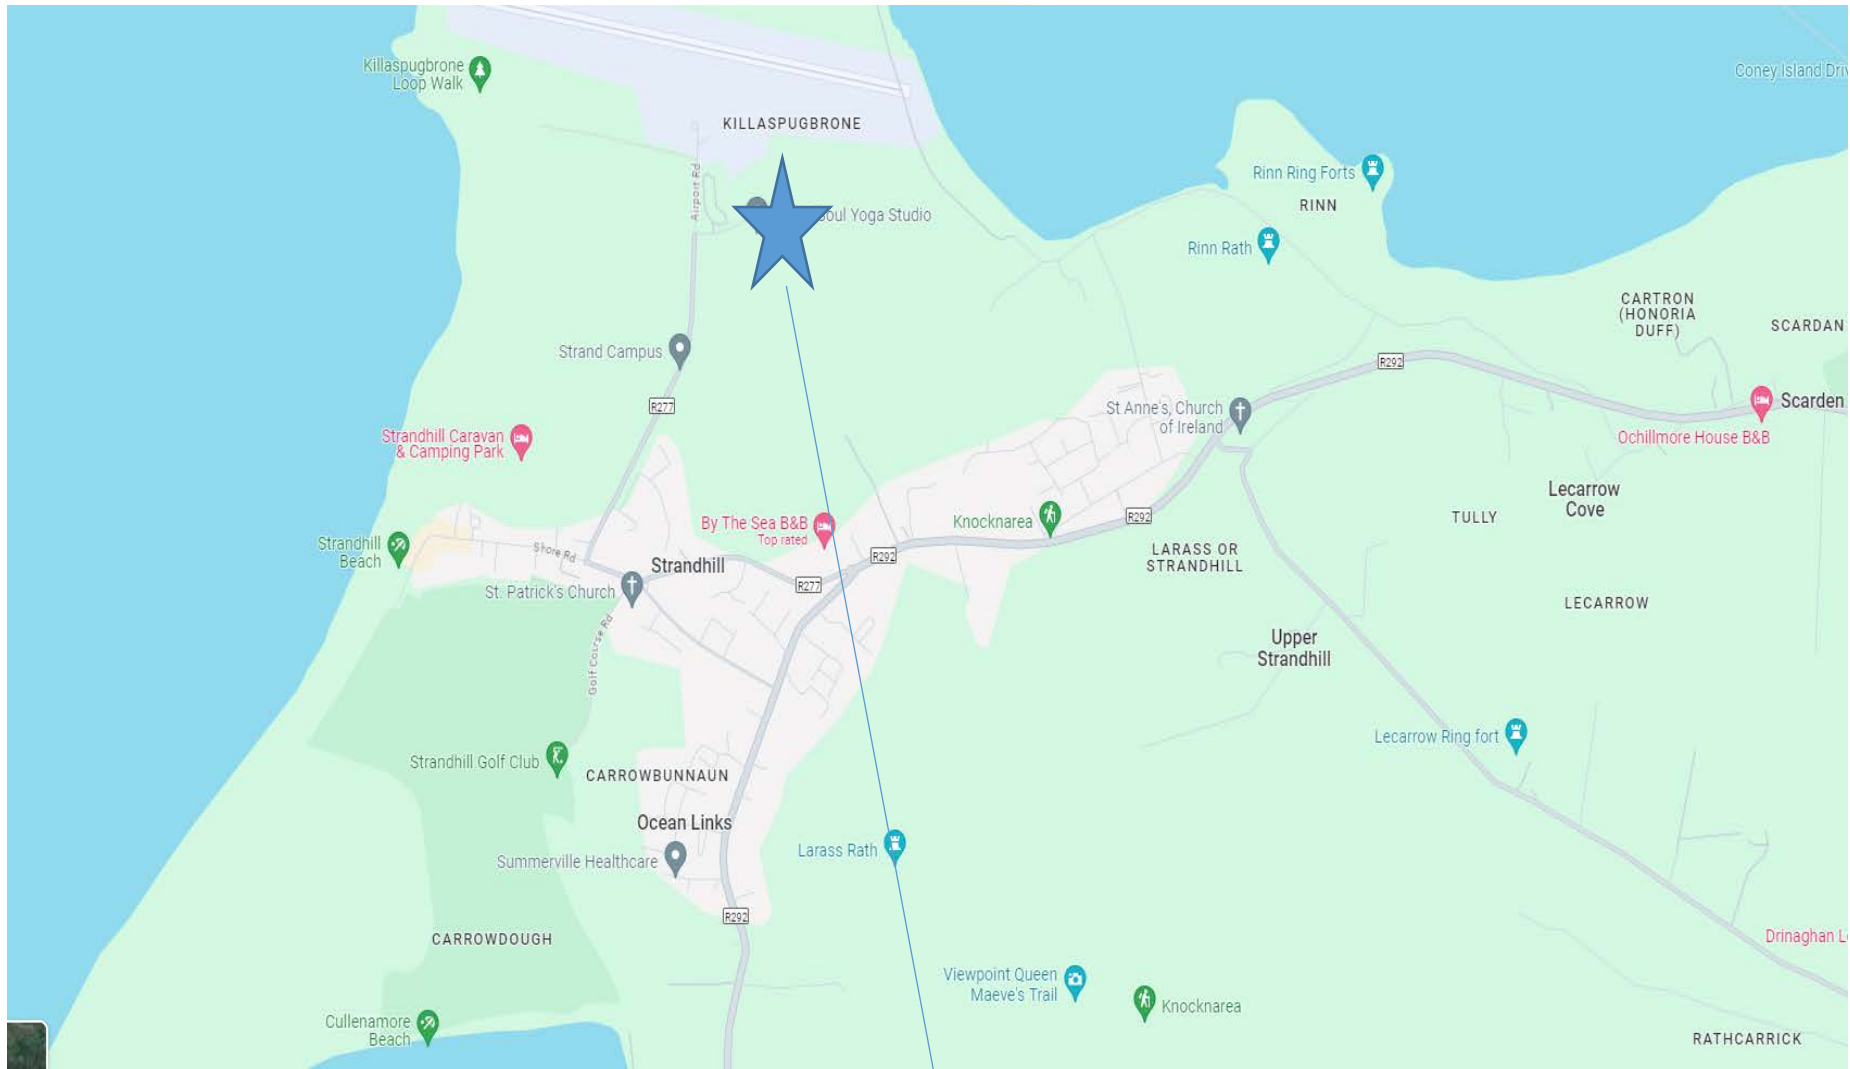 Killaspugbrone
Loop Walk
Coney Island Driv
KILLASPUGBRONE
Airport Rd
Soul Yoga Studio
Rinn Ring Forts
RINN
Rinn Rath
CARTRON
(HONORIA
DUFF)
SCARDAN
Strand Campus
R292
R277
St Anne's, Church
of Ireland
Scarden
Ochillmore House B&B
Strandhill Caravan
& Camping Park
Lecarrow
Cove
By The Sea B&B
Top rated
Knocknarea
R292
TULLY
Strandhill
Beach
Shore Rd
Strandhill
R292
LARASS OR
STRANDHILL
St. Patrick's Church
R277
LECARROW
Golf Course Rd
Upper
Strandhill
Lecarrow Ring fort
Strandhill Golf Club
CARROWBUNNAUN
Ocean Links
Summerville Healthcare
Larass Rath
R292
CARROWDOUGH
Drinaghan L
Viewpoint Queen
Maeve's Trail
Knocknarea
Cullenamore
Beach
RATHCARRICK